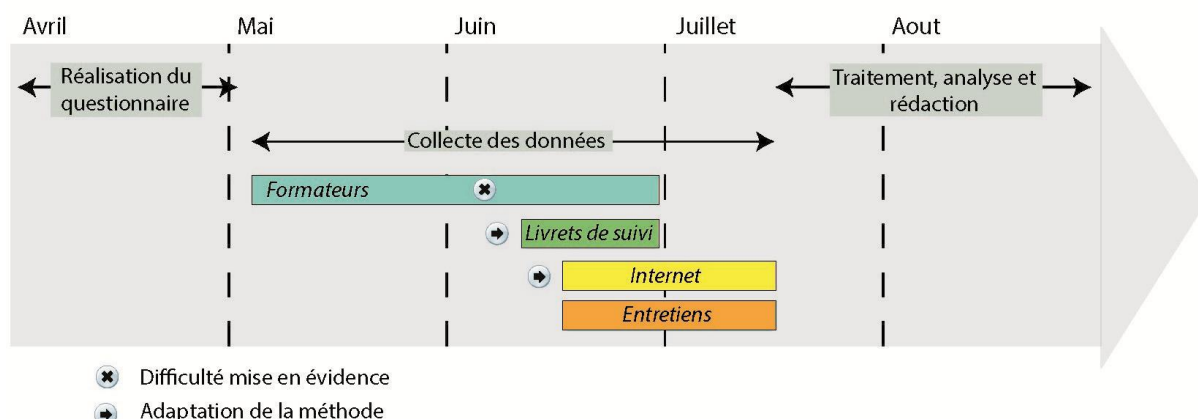 Avril Mai Juin Juillet Aout
Réalisation du
questionnaire
Traitement, analyse et
rédaction
Collecte des données
Formateurs
Livrets de suivi
Internet
Entretiens
Difficulté mise en évidence
Adaptation de la méthode